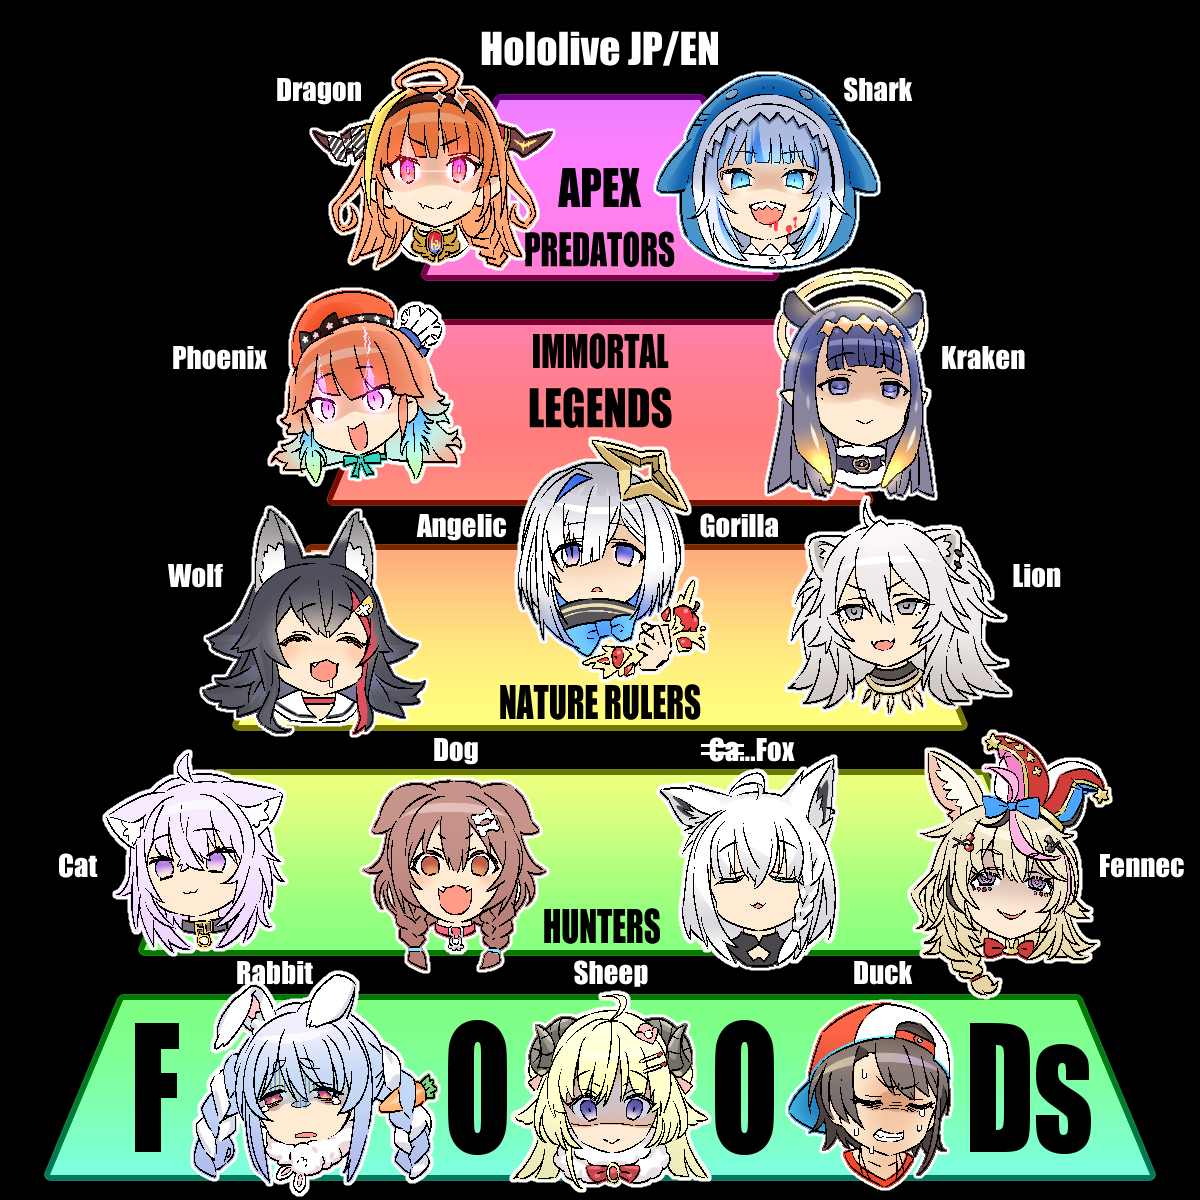 Hololive JP/EN
Dragon
Shark
APEX
PREDATORS
Phoenix
IMMORTAL
LEGENDS
Kraken
Angelic
Gorilla
Wolf
Lion
NATURE RULERS
Dog
Ca...Fox
Cat
Fennec
HUNTERS
Rabbit
Sheep
Duck
F O O Ds